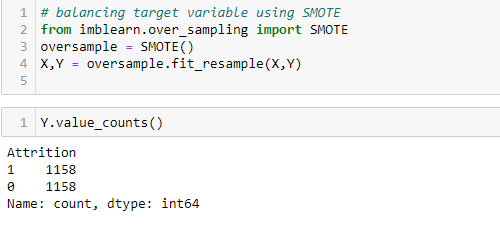 1 # balancing target variable using SMOTE
2 from imblearn.over_sampling import SMOTE
3 oversample = SMOTE()
4 X,Y = oversample.fit_resample(X,Y)
5
1 Y.value_counts()
Attrition
1    1158
0    1158
Name: count, dtype: int64